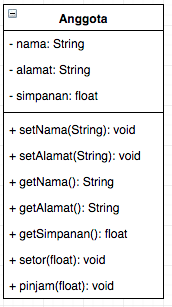 Anggota
- nama: String
- alamat: String
- simpanan: float
+ setNama(String): void
+ setAlamat(String): void
+ getNama(): String
+ getAlamat(): String
+ getSimpanan(): float
+ setor(float): void
+ pinjam(float): void